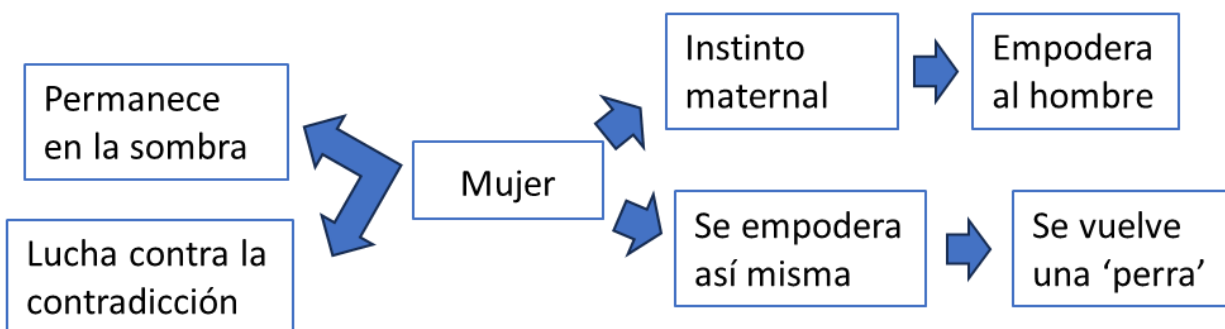 Permanece
en la sombra
Lucha contra la
contradicción
Mujer
Instinto
maternal
Empodera
al hombre
Se empodera
así misma
Se vuelve
una ‘perra’